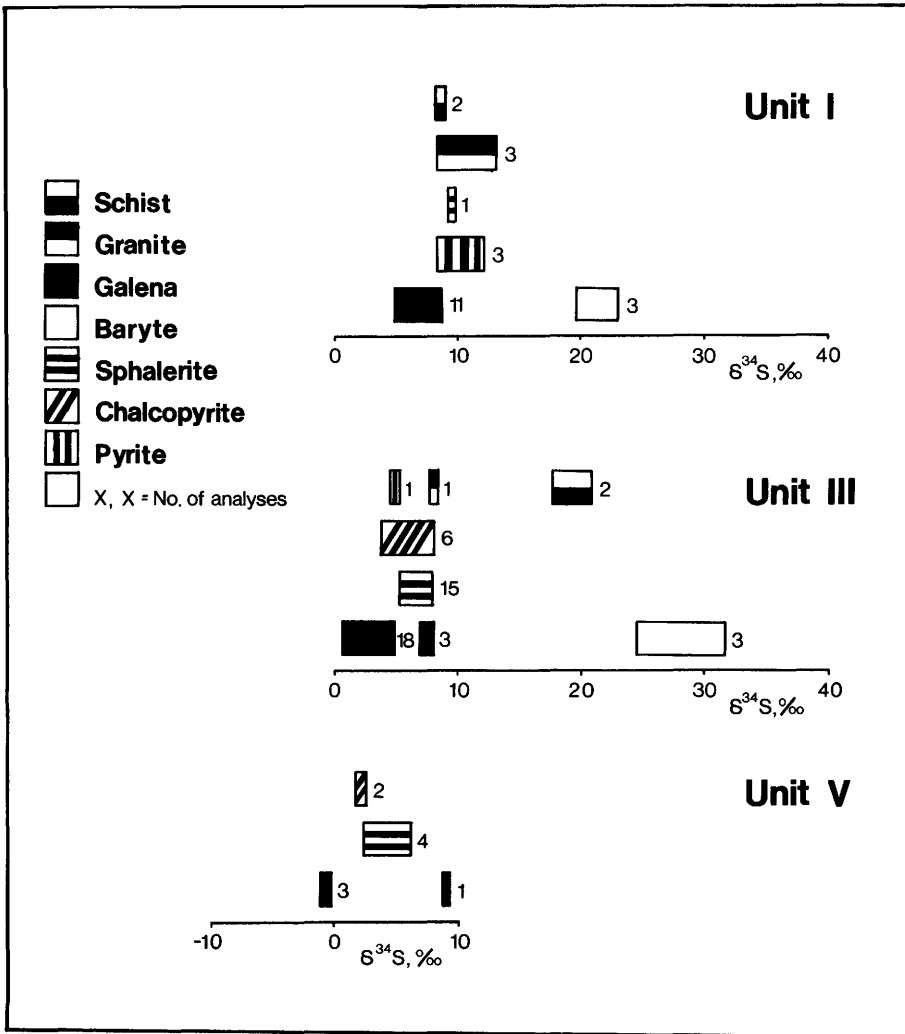 Unit I
2
3
1
3
11 3
0 10 20 30 40
δ³⁴S,‰
Schist
Granite
Galena
Baryte
Sphalerite
Chalcopyrite
Pyrite
X, X = No. of analyses
Unit III
1 1 2
6
15
18 3 3
0 10 20 30 40
δ³⁴S,‰
Unit V
2
4
3 1
-10 0 10
δ³⁴S,‰